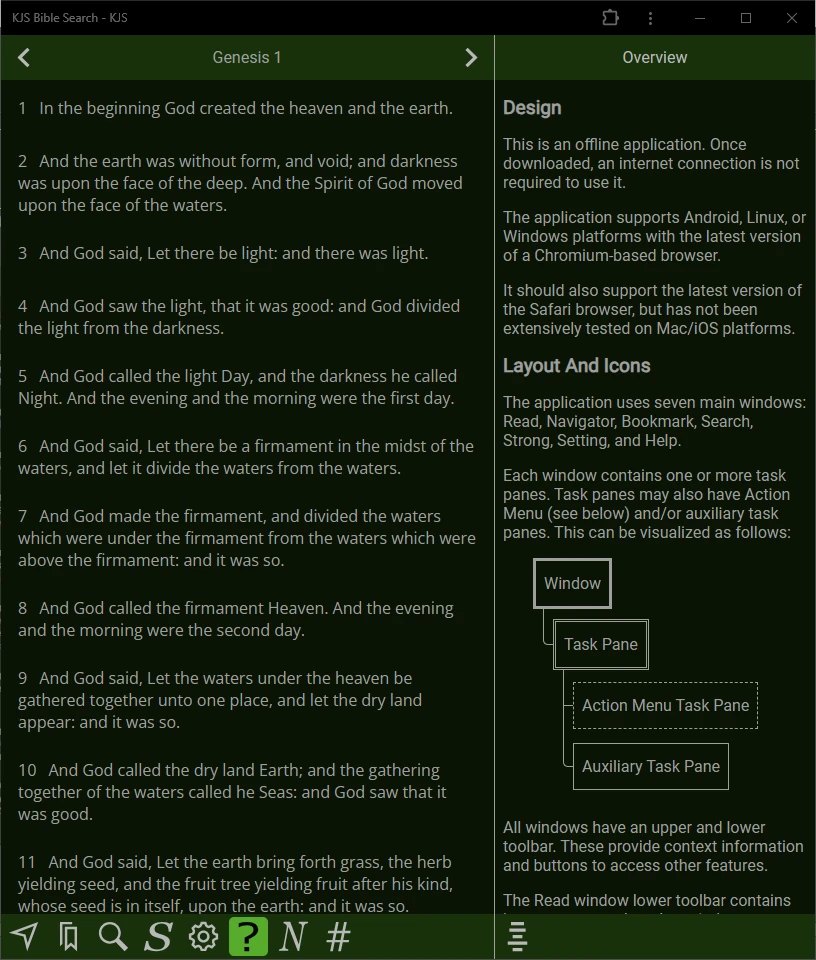 KJS Bible Search - KJS
Genesis 1
1 In the beginning God created the heaven and the earth.
2 And the earth was without form, and void; and darkness
was upon the face of the deep. And the Spirit of God moved
upon the face of the waters.
3 And God said, Let there be light: and there was light.
4 And God saw the light, that it was good: and God divided
the light from the darkness.
5 And God called the light Day, and the darkness he called
Night. And the evening and the morning were the first day.
6 And God said, Let there be a firmament in the midst of the
waters, and let it divide the waters from the waters.
7 And God made the firmament, and divided the waters
which were under the firmament from the waters which were
above the firmament: and it was so.
8 And God called the firmament Heaven. And the evening
and the morning were the second day.
9 And God said, Let the waters under the heaven be
gathered together unto one place, and let the dry land
appear: and it was so.
10 And God called the dry land Earth; and the gathering
together of the waters called he Seas: and God saw that it
was good.
11 And God said, Let the earth bring forth grass, the herb
yielding seed, and the fruit tree yielding fruit after his kind,
whose seed is in itself, upon the earth: and it was so.
S ? N #
Overview
Design
This is an offline application. Once
downloaded, an internet connection is not
required to use it.
The application supports Android, Linux, or
Windows platforms with the latest version
of a Chromium-based browser.
It should also support the latest version of
the Safari browser, but has not been
extensively tested on Mac/iOS platforms.
Layout And Icons
The application uses seven main windows:
Read, Navigator, Bookmark, Search,
Strong, Setting, and Help.
Each window contains one or more task
panes. Task panes may also have Action
Menu (see below) and/or auxiliary task
panes. This can be visualized as follows:
Window
Task Pane
Action Menu Task Pane
Auxiliary Task Pane
All windows have an upper and lower
toolbar. These provide context information
and buttons to access other features.
The Read window lower toolbar contains